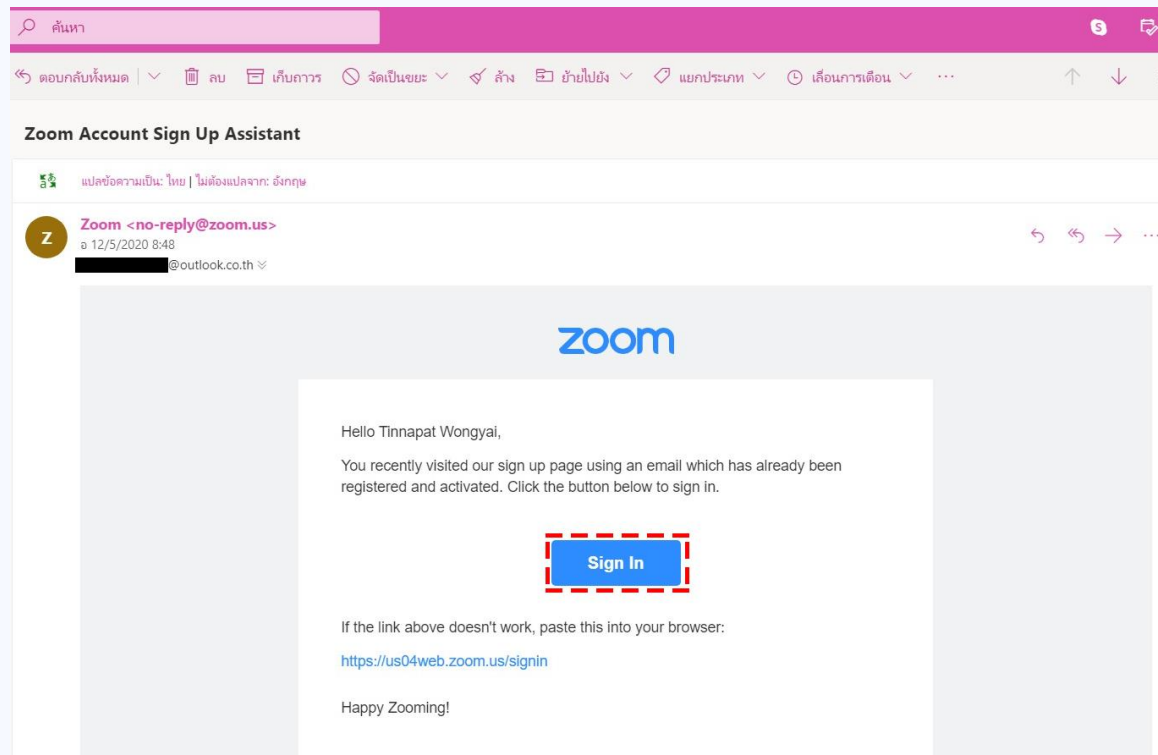 ค้นหา
ตอบกลับทั้งหมด ลบ เก็บถาวร จัดเป็นขยะ ล้าง ย้ายไปยัง แยกประเภท เลื่อนการเตือน ...
Zoom Account Sign Up Assistant
แปลข้อความเป็น: ไทย | ไม่ต้องแปลจาก: อังกฤษ
Z
Zoom <no-reply@zoom.us>
อ 12/5/2020 8:48
@outlook.co.th
zoom
Hello Tinnapat Wongyai,
You recently visited our sign up page using an email which has already been
registered and activated. Click the button below to sign in.
Sign In
If the link above doesn't work, paste this into your browser:
https://us04web.zoom.us/signin
Happy Zooming!